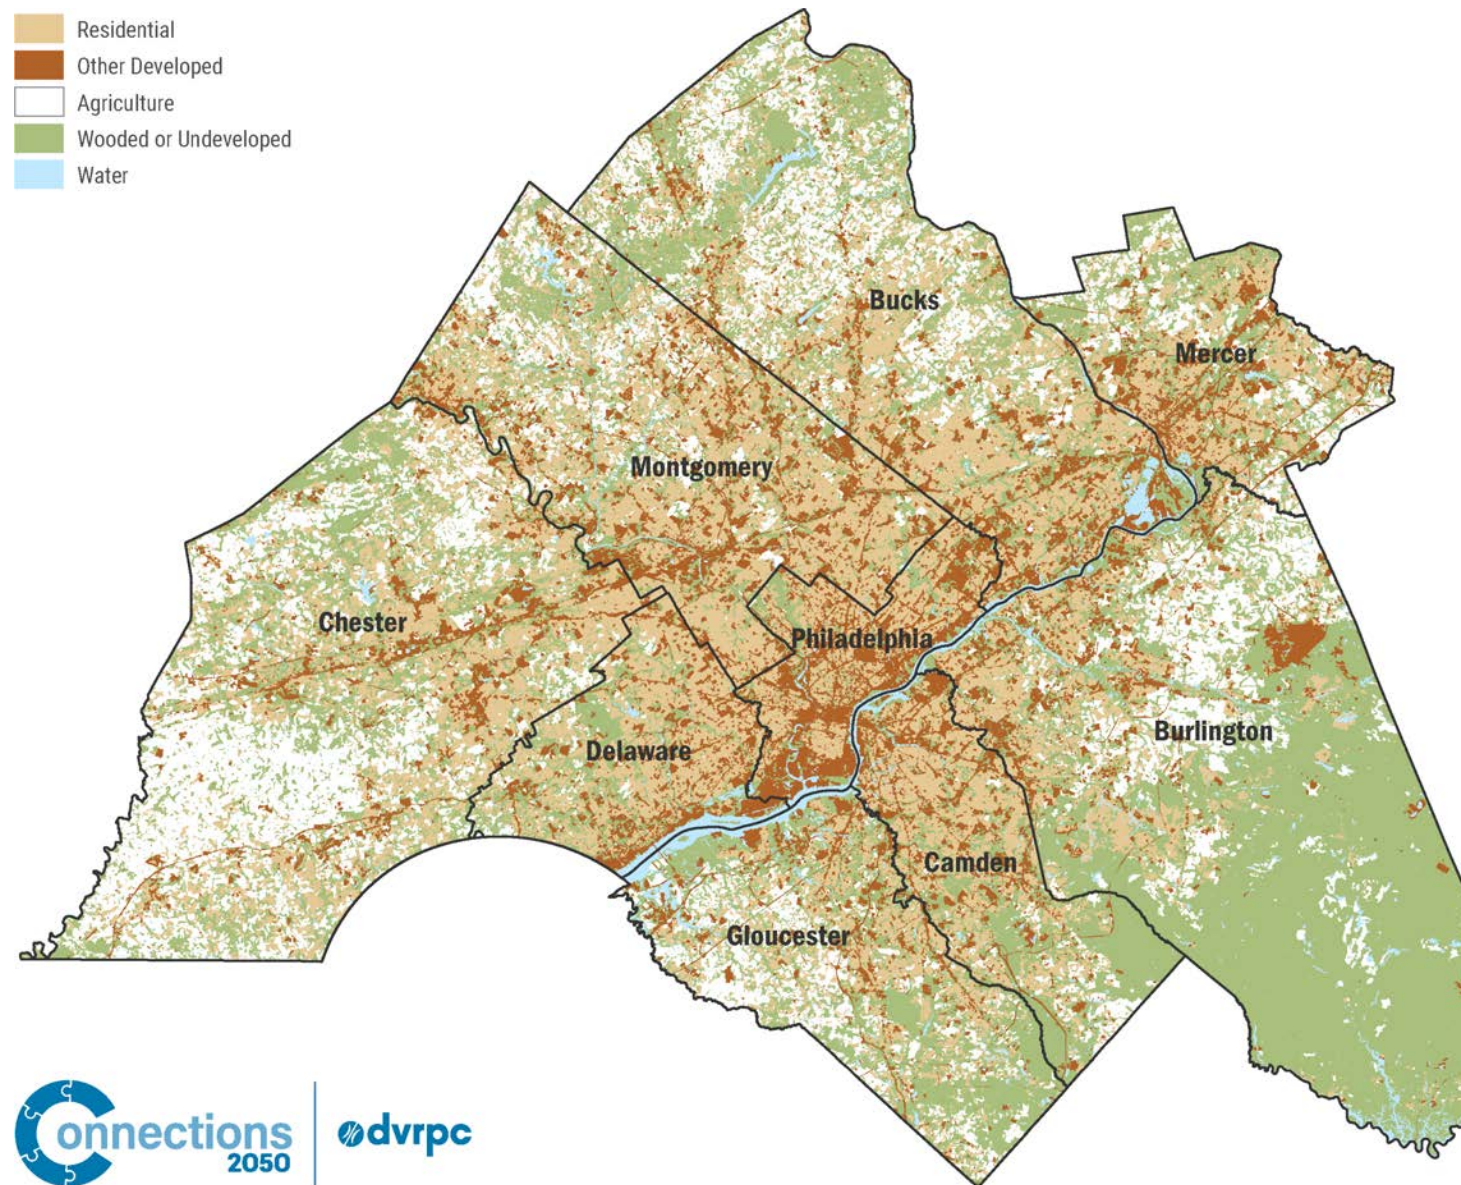 Residential
Other Developed
Agriculture
Wooded or Undeveloped
Water
Bucks
Mercer
Montgomery
Chester
Philadelphia
Burlington
Delaware
Camden
Gloucester
Connections
2050
dvrpc